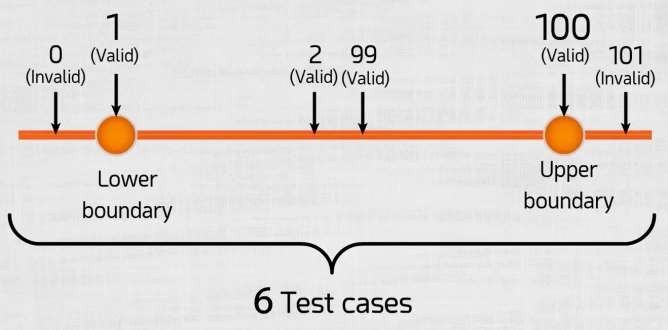 0
(Invalid)
1
(Valid)
2
(Valid)
99
(Valid)
100
(Valid)
101
(Invalid)
Lower
boundary
Upper
boundary
6 Test cases